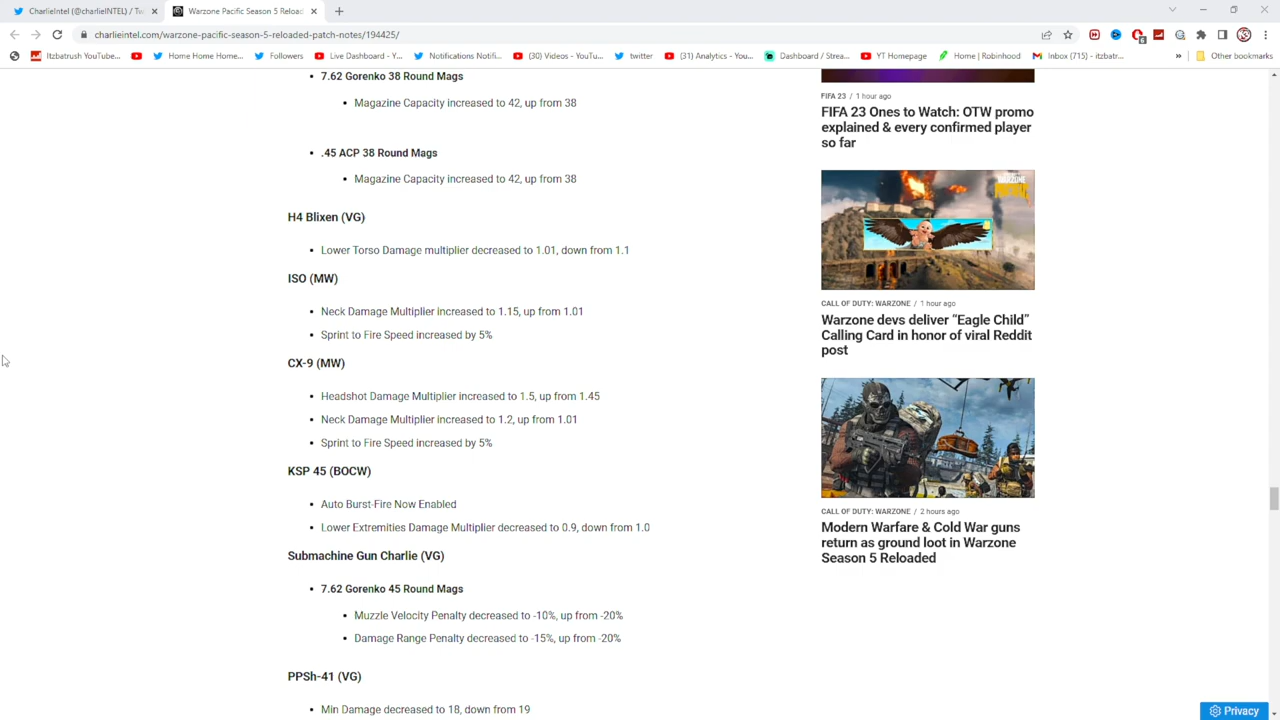 CharlieIntel (@charlieINTEL) / Tw
Warzone Pacific Season 5 Reload
charlieintel.com/warzone-pacific-season-5-reloaded-patch-notes/194425/
Itzbatrush YouTube...
Home Home Home...
Followers
Live Dashboard - Y...
Notifications Notifi...
(30) Videos - YouTu...
twitter
(31) Analytics - You...
Dashboard / Strea...
YT Homepage
Home | Robinhood
Inbox (715) - itzbatr...
»
Other bookmarks
7.62 Gorenko 38 Round Mags
Magazine Capacity increased to 42, up from 38
.45 ACP 38 Round Mags
Magazine Capacity increased to 42, up from 38
H4 Blixen (VG)
Lower Torso Damage multiplier decreased to 1.01, down from 1.1
ISO (MW)
Neck Damage Multiplier increased to 1.15, up from 1.01
Sprint to Fire Speed increased by 5%
CX-9 (MW)
Headshot Damage Multiplier increased to 1.5, up from 1.45
Neck Damage Multiplier increased to 1.2, up from 1.01
Sprint to Fire Speed increased by 5%
KSP 45 (BOCW)
Auto Burst-Fire Now Enabled
Lower Extremities Damage Multiplier decreased to 0.9, down from 1.0
Submachine Gun Charlie (VG)
7.62 Gorenko 45 Round Mags
Muzzle Velocity Penalty decreased to -10%, up from -20%
Damage Range Penalty decreased to -15%, up from -20%
PPSh-41 (VG)
Min Damage decreased to 18, down from 19
FIFA 23 / 1 hour ago
FIFA 23 Ones to Watch: OTW promo
explained & every confirmed player
so far
WARZONE
CALL OF DUTY: WARZONE / 1 hour ago
Warzone devs deliver “Eagle Child”
Calling Card in honor of viral Reddit
post
CALL OF DUTY: WARZONE / 2 hours ago
Modern Warfare & Cold War guns
return as ground loot in Warzone
Season 5 Reloaded
Privacy